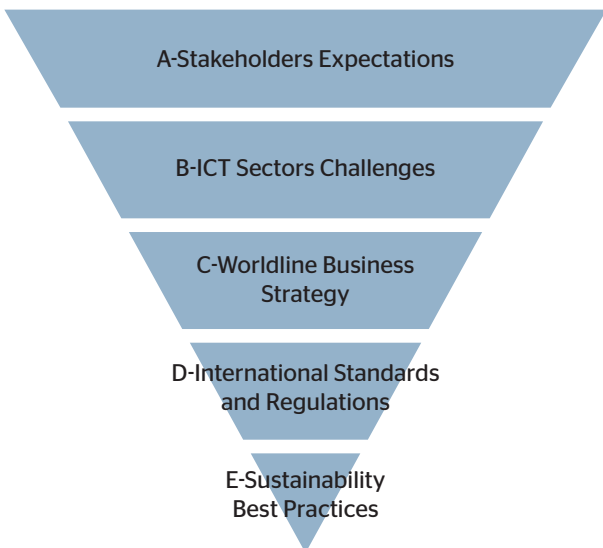 A-Stakeholders Expectations
B-ICT Sectors Challenges
C-Worldline Business
Strategy
D-International Standards
and Regulations
E-Sustainability
Best Practices